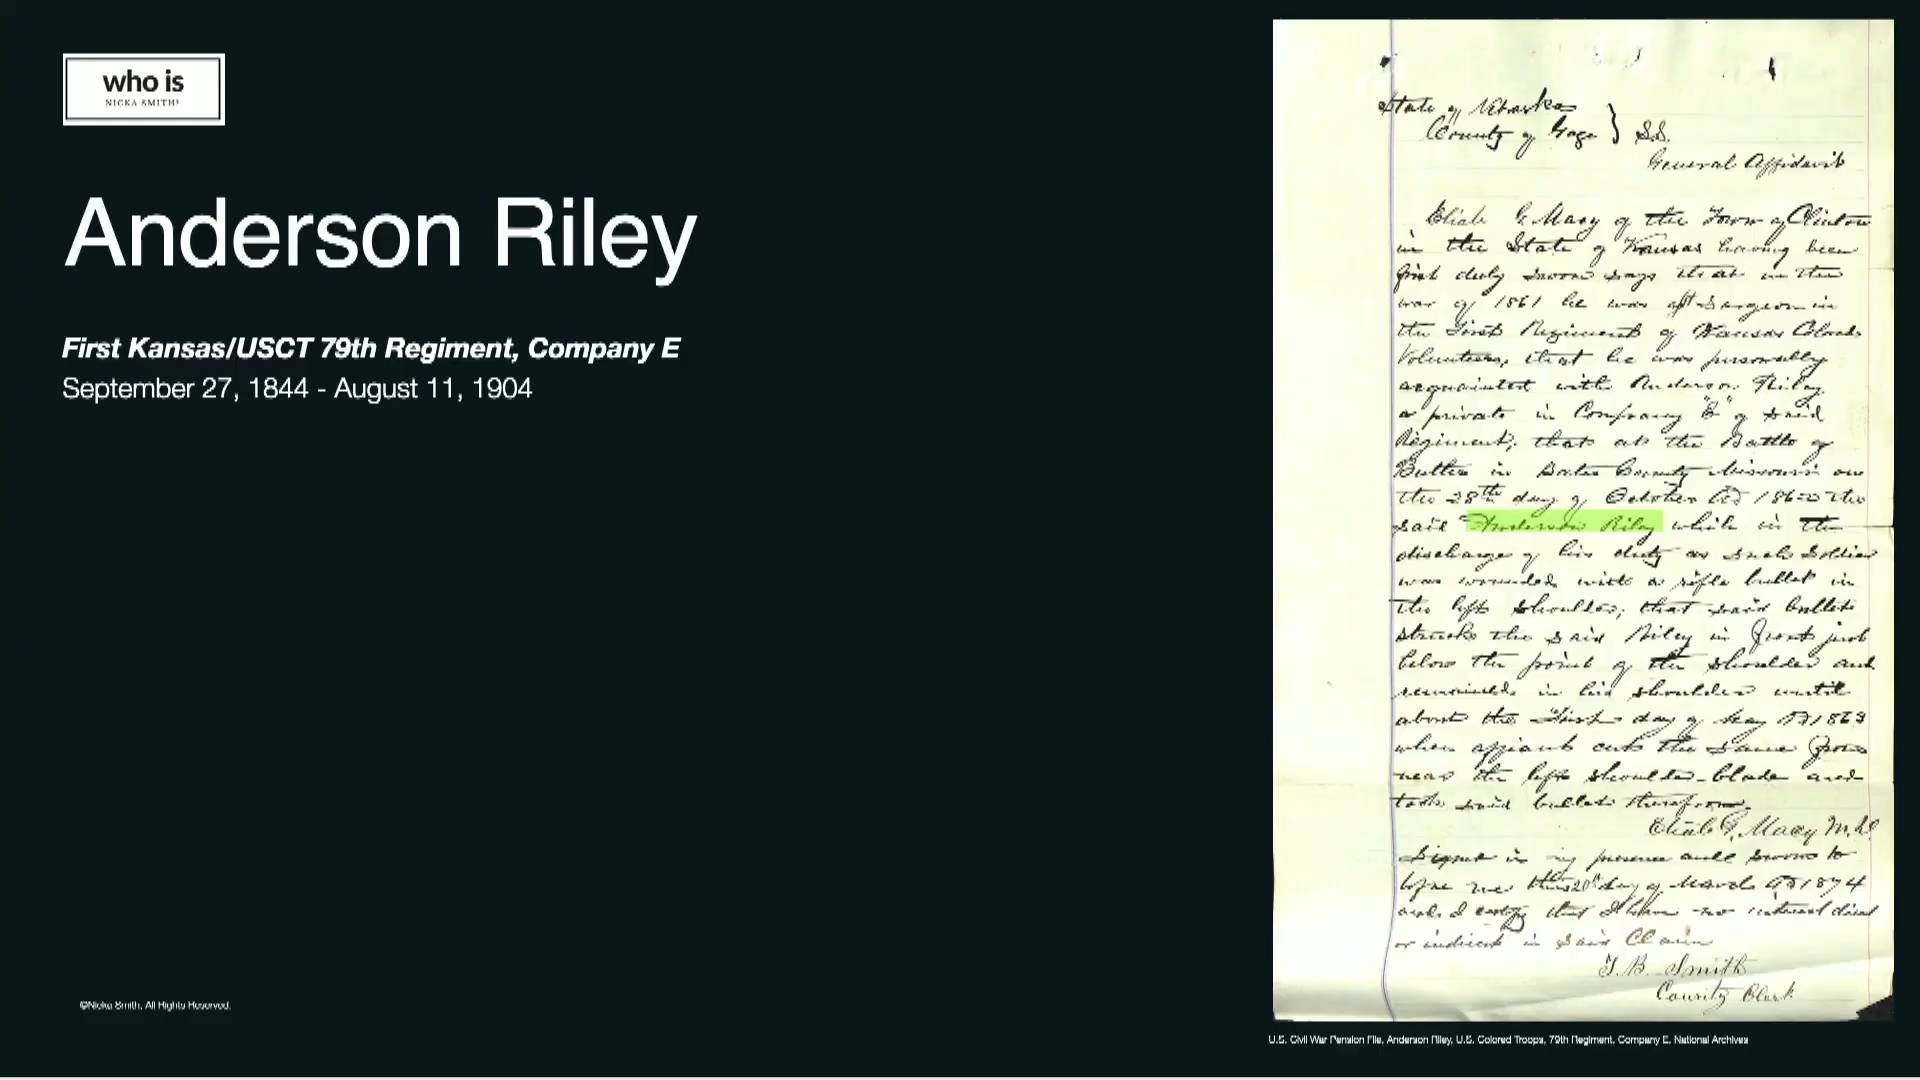 who is
NICKA SMITH?
Anderson Riley
First Kansas/USCT 79th Regiment, Company E
September 27, 1844 - August 11, 1904
State of Nbraska
County of Gage } S.S.
General Affidavit
Eliab G. Macy of the Town of Clinton
in the State of Kansas having been
first duly sworn says that in the
war of 1861 he was Asst Surgeon in
the First Regiment of Kansas Colored
Volunteers, that he was personally
acquainted with Anderson Riley
a private in Company "E" of said
Regiment; that at the Battle of
Butler in Bates County Missouri on
the 28th day of October AD 1862 the
said Anderson Riley while in the
discharge of his duty as such soldier
was wounded with a rifle bullet in
the left shoulder; that said bullet
struck the said Riley in front just
below the point of the shoulder and
remained in his shoulder until
about the First day of May AD 1863
when affiant cut the same from
near the left shoulder-blade and
took said bullet therefrom.
Eliab G. Macy M.D
Signed in my presence and sworn to
before me this 20th day of March AD 1874
and I certify that I have no interest direct
or indirect in said Claim
J. B. Smith
County Clerk
©Nicka Smith, All Rights Reserved.
U.S. Civil War Pension File, Anderson Riley, U.S. Colored Troops, 79th Regiment, Company E, National Archives